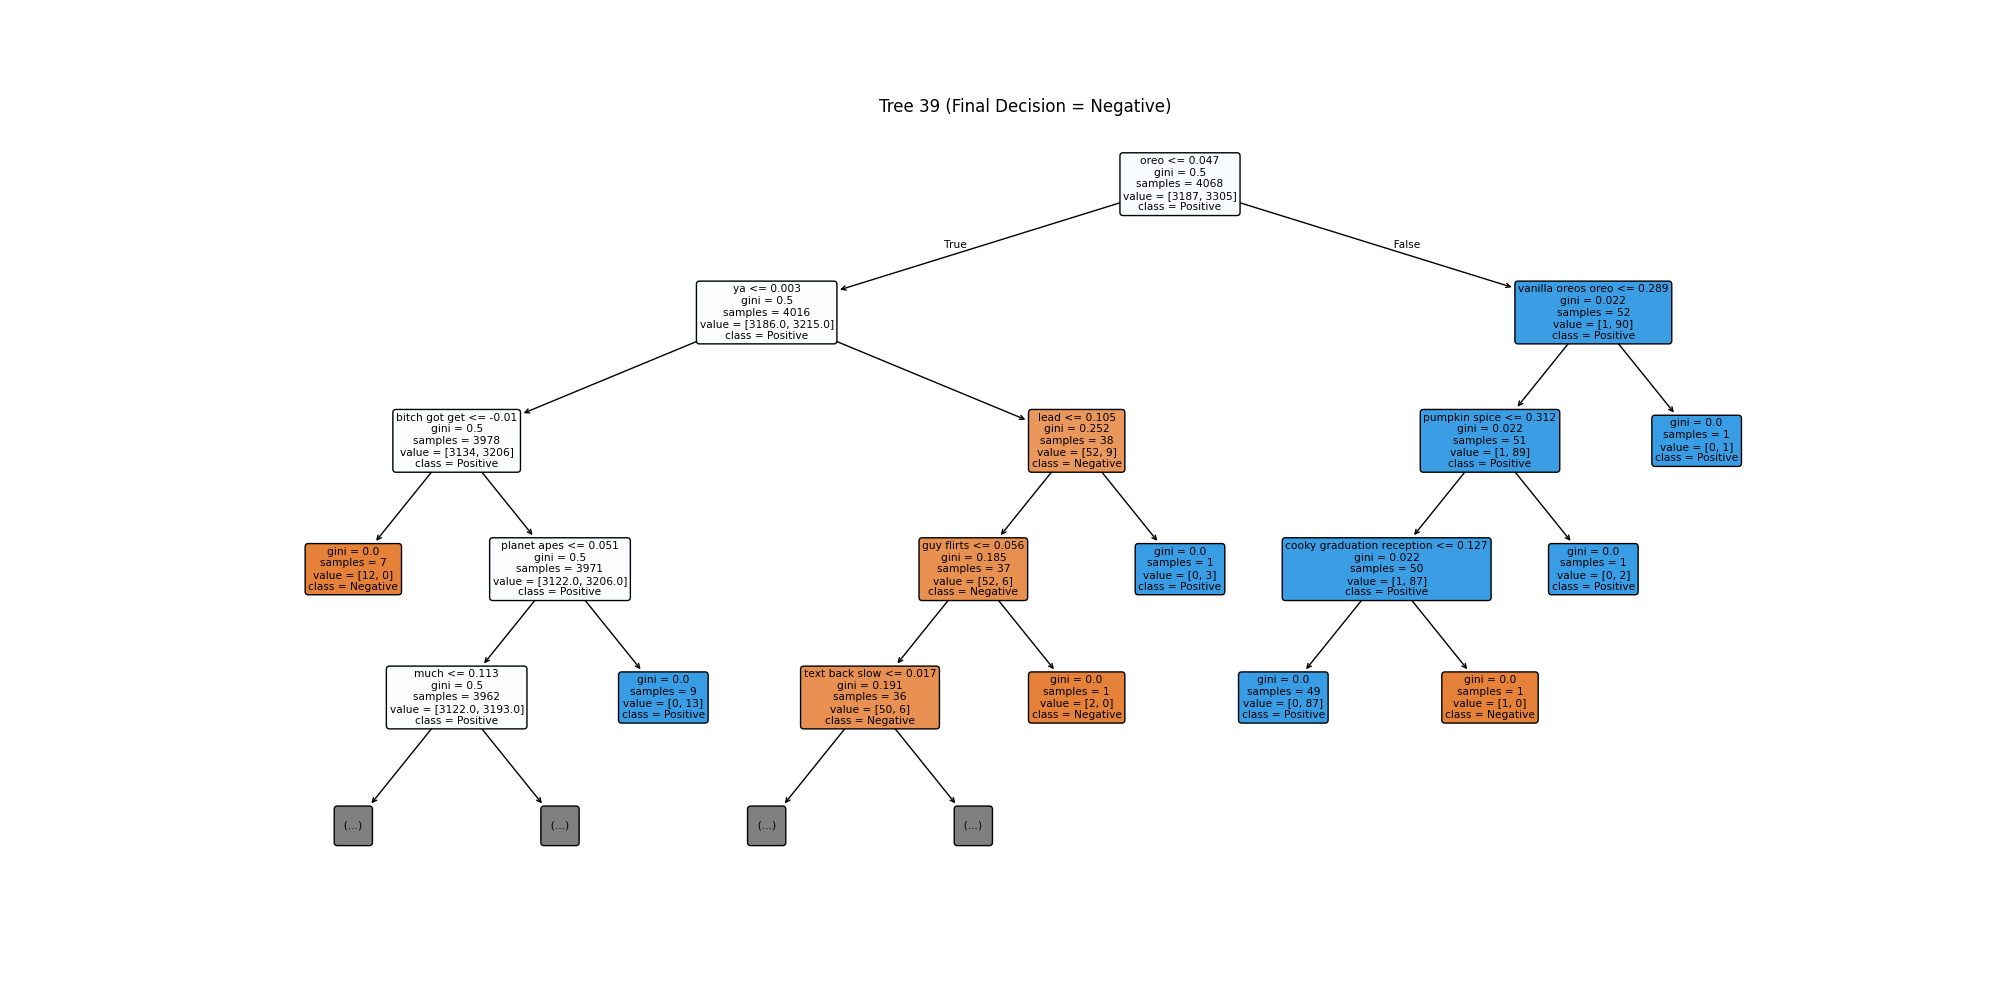 Tree 39 (Final Decision = Negative)
oreo <= 0.047
gini = 0.5
samples = 4068
value = [3187, 3305]
class = Positive
True
False
ya <= 0.003
gini = 0.5
samples = 4016
value = [3186.0, 3215.0]
class = Positive
vanilla oreos oreo <= 0.289
gini = 0.022
samples = 52
value = [1, 90]
class = Positive
bitch got get <= -0.01
gini = 0.5
samples = 3978
value = [3134, 3206]
class = Positive
lead <= 0.105
gini = 0.252
samples = 38
value = [52, 9]
class = Negative
pumpkin spice <= 0.312
gini = 0.022
samples = 51
value = [1, 89]
class = Positive
gini = 0.0
samples = 1
value = [0, 1]
class = Positive
gini = 0.0
samples = 7
value = [12, 0]
class = Negative
planet apes <= 0.051
gini = 0.5
samples = 3971
value = [3122.0, 3206.0]
class = Positive
guy flirts <= 0.056
gini = 0.185
samples = 37
value = [52, 6]
class = Negative
gini = 0.0
samples = 1
value = [0, 3]
class = Positive
cooky graduation reception <= 0.127
gini = 0.022
samples = 50
value = [1, 87]
class = Positive
gini = 0.0
samples = 1
value = [0, 2]
class = Positive
much <= 0.113
gini = 0.5
samples = 3962
value = [3122.0, 3193.0]
class = Positive
gini = 0.0
samples = 9
value = [0, 13]
class = Positive
text back slow <= 0.017
gini = 0.191
samples = 36
value = [50, 6]
class = Negative
gini = 0.0
samples = 1
value = [2, 0]
class = Negative
gini = 0.0
samples = 49
value = [0, 87]
class = Positive
gini = 0.0
samples = 1
value = [1, 0]
class = Negative
(...)
(...)
(...)
(...)